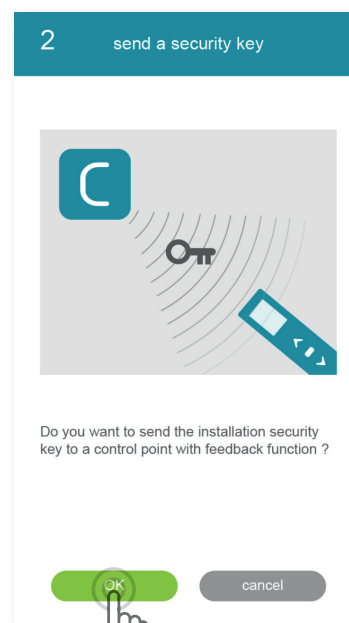 2 send a security key
Do you want to send the installation security
key to a control point with feedback function ?
OK cancel